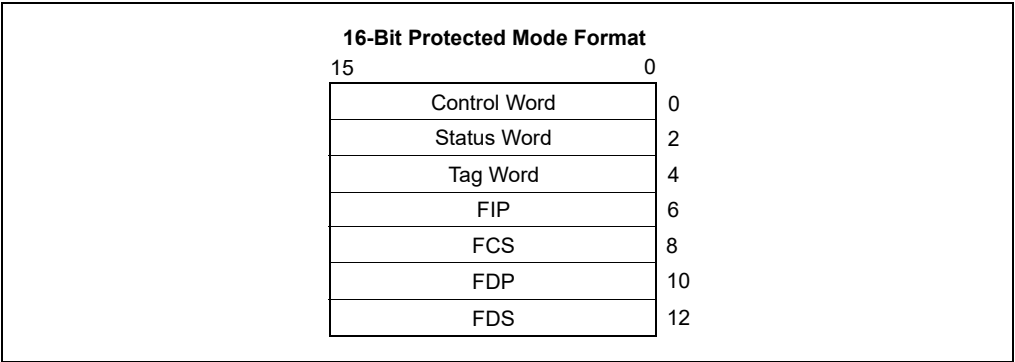 16-Bit Protected Mode Format
15 0
Control Word 0
Status Word 2
Tag Word 4
FIP 6
FCS 8
FDP 10
FDS 12